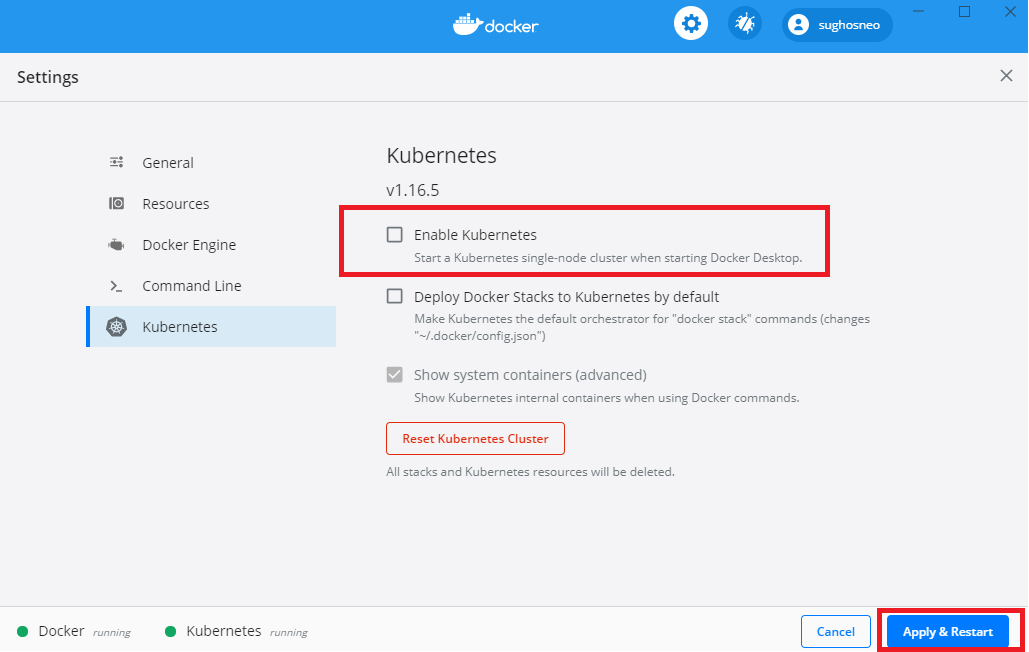 docker
sughosneo
Settings
General
Resources
Docker Engine
Command Line
Kubernetes
Kubernetes
v1.16.5
Enable Kubernetes
Start a Kubernetes single-node cluster when starting Docker Desktop.
Deploy Docker Stacks to Kubernetes by default
Make Kubernetes the default orchestrator for "docker stack" commands (changes
"~/.docker/config.json")
Show system containers (advanced)
Show Kubernetes internal containers when using Docker commands.
Reset Kubernetes Cluster
All stacks and Kubernetes resources will be deleted.
Docker running Kubernetes running Cancel Apply & Restart